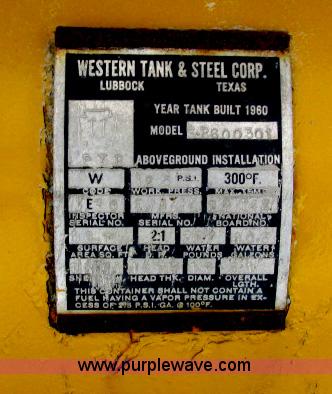 WESTERN TANK & STEEL CORP.
LUBBOCK TEXAS
YEAR TANK BUILT 1960
MODEL
ABOVEGROUND INSTALLATION
W P.S.I. 300°F.
CODE WORK. PRESS. MAX. TEMP.
E
INSPECTOR MFRS. NATIONAL
SERIAL NO. SERIAL NO. BOARD NO.
2:1
SURFACE HEAD WATER WATER
AREA SQ. FT. D. R. POUNDS GALLONS
HEAD THK. DIAM. OVERALL
LGTH.
THIS CONTAINER SHALL NOT CONTAIN A
FUEL HAVING A VAPOR PRESSURE IN EX-
CESS OF P.S.I. GA. @ 100°F.
www.purplewave.com